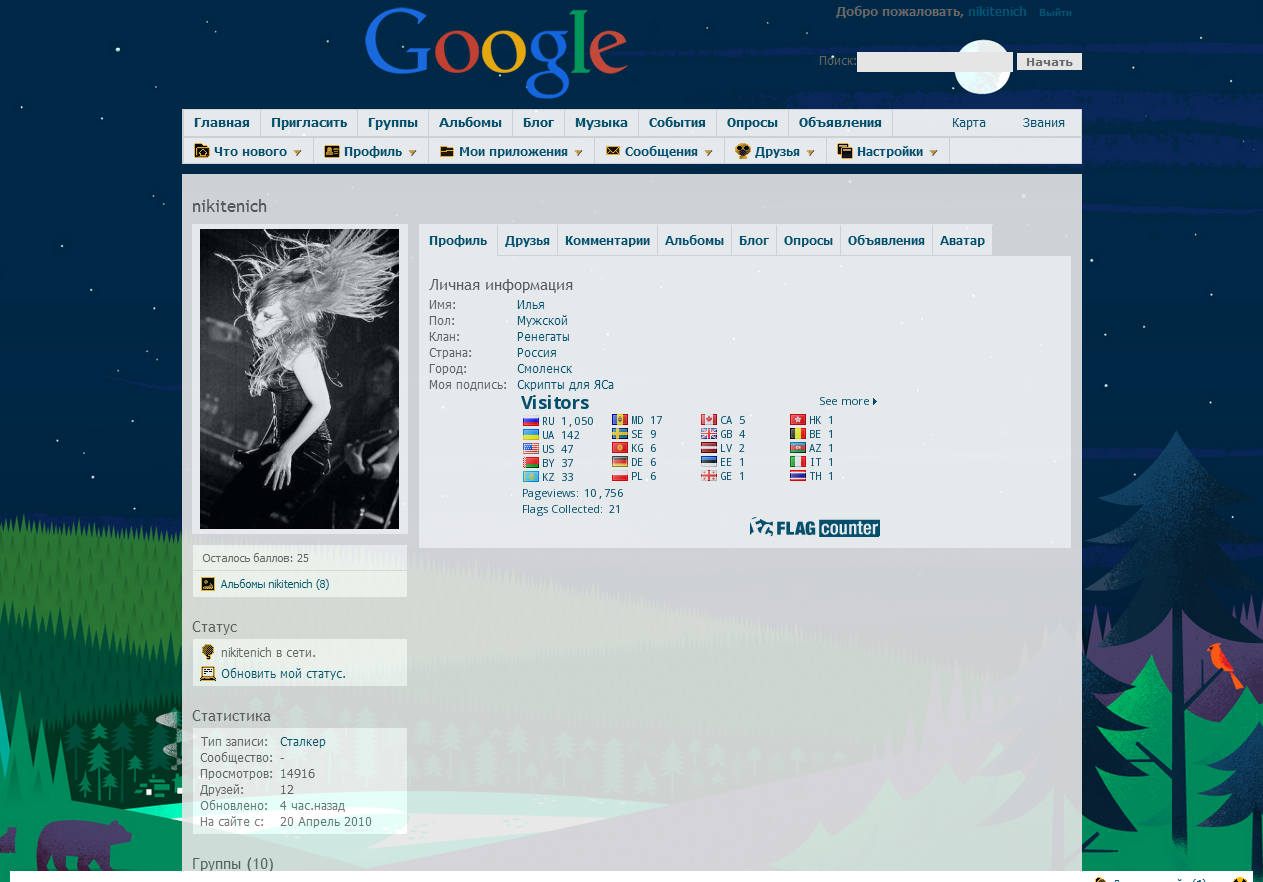 Добро пожаловать, nikitenich Выйти
Google
Поиск: Начать
Главная Пригласить Группы Альбомы Блог Музыка События Опросы Объявления Карта Звания
Что нового Профиль Мои приложения Сообщения Друзья Настройки
nikitenich
Профиль Друзья Комментарии Альбомы Блог Опросы Объявления Аватар
Личная информация
Имя: Илья
Пол: Мужской
Клан: Ренегаты
Страна: Россия
Город: Смоленск
Моя подпись: Скрипты для ЯСа
Visitors See more
RU 1,050 MD 17 CA 5 HK 1
UA 142 SE 9 GB 4 BE 1
US 47 KG 6 LV 2 AZ 1
BY 37 DE 6 EE 1 IT 1
KZ 33 PL 6 GE 1 TH 1
Pageviews: 10,756
Flags Collected: 21
FLAG counter
Осталось баллов: 25
Альбомы nikitenich (8)
Статус
nikitenich в сети.
Обновить мой статус.
Статистика
Тип записи: Сталкер
Сообщество: -
Просмотров: 14916
Друзей: 12
Обновлено: 4 час.назад
На сайте с: 20 Апрель 2010
Группы (10)